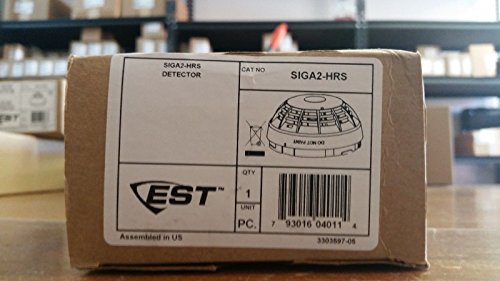 SIGA2-HRS
DETECTOR
CAT NO.
SIGA2-HRS
DO NOT PAINT
EST™
QTY
1
UNIT
PC.
7 93016 04011 4
Assembled in US
3303597-05